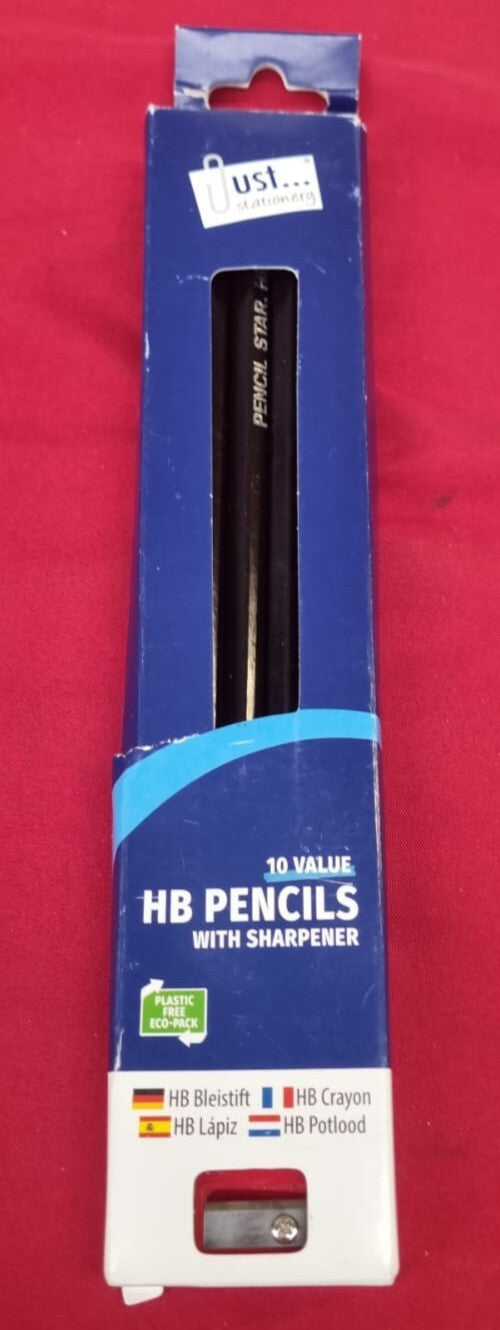 Just...
stationery
PENCIL STAR. H
10 VALUE
HB PENCILS
WITH SHARPENER
PLASTIC
FREE
ECO-PACK
HB Bleistift HB Crayon
HB Lápiz HB Potlood